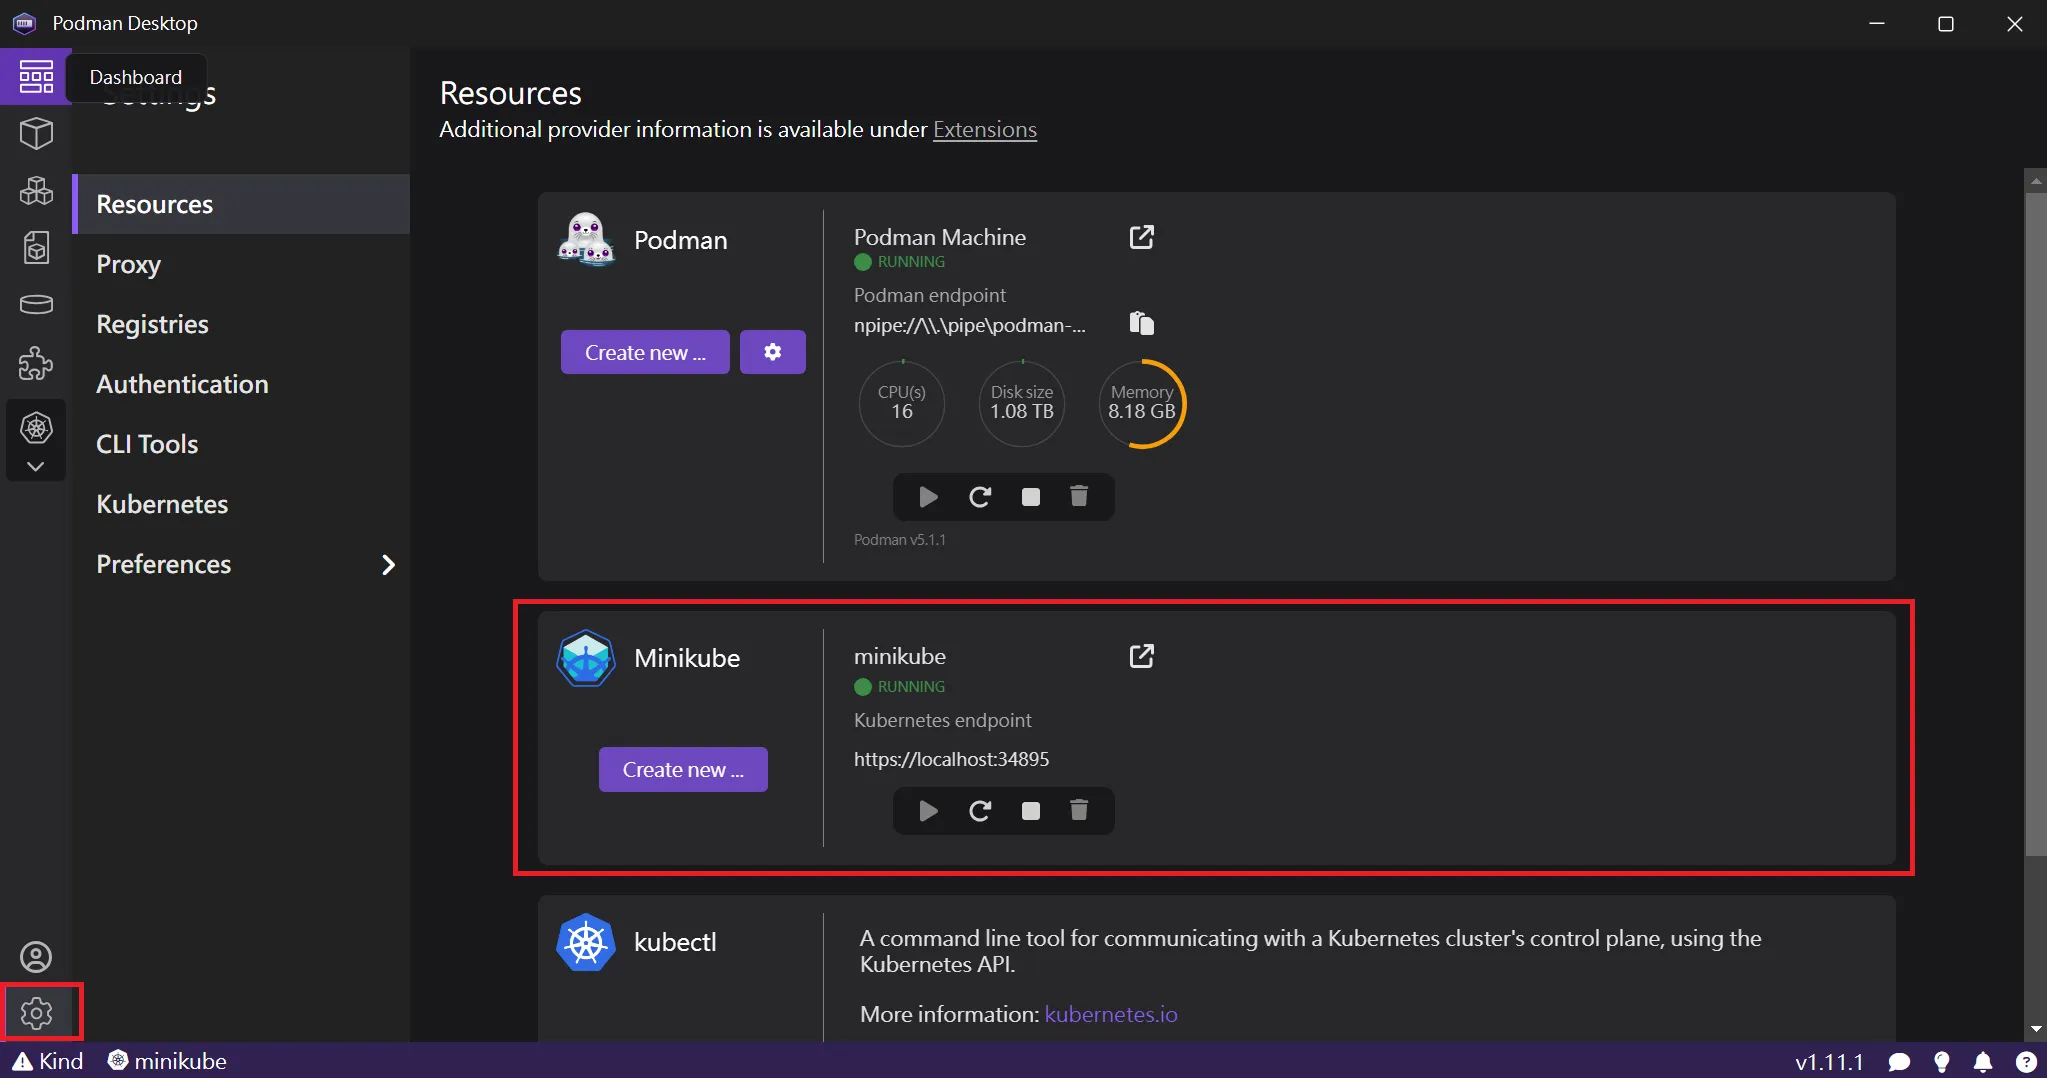 Podman Desktop
Dashboard
Settings
Resources
Proxy
Registries
Authentication
CLI Tools
Kubernetes
Preferences
Resources
Additional provider information is available under Extensions
Podman
Create new ...
Podman Machine
RUNNING
Podman endpoint
npipe://\\.\pipe\podman-...
CPU(s)
16
Disk size
1.08 TB
Memory
8.18 GB
Podman v5.1.1
Minikube
Create new ...
minikube
RUNNING
Kubernetes endpoint
https://localhost:34895
kubectl
A command line tool for communicating with a Kubernetes cluster's control plane, using the
Kubernetes API.
More information: kubernetes.io
Kind
minikube
v1.11.1